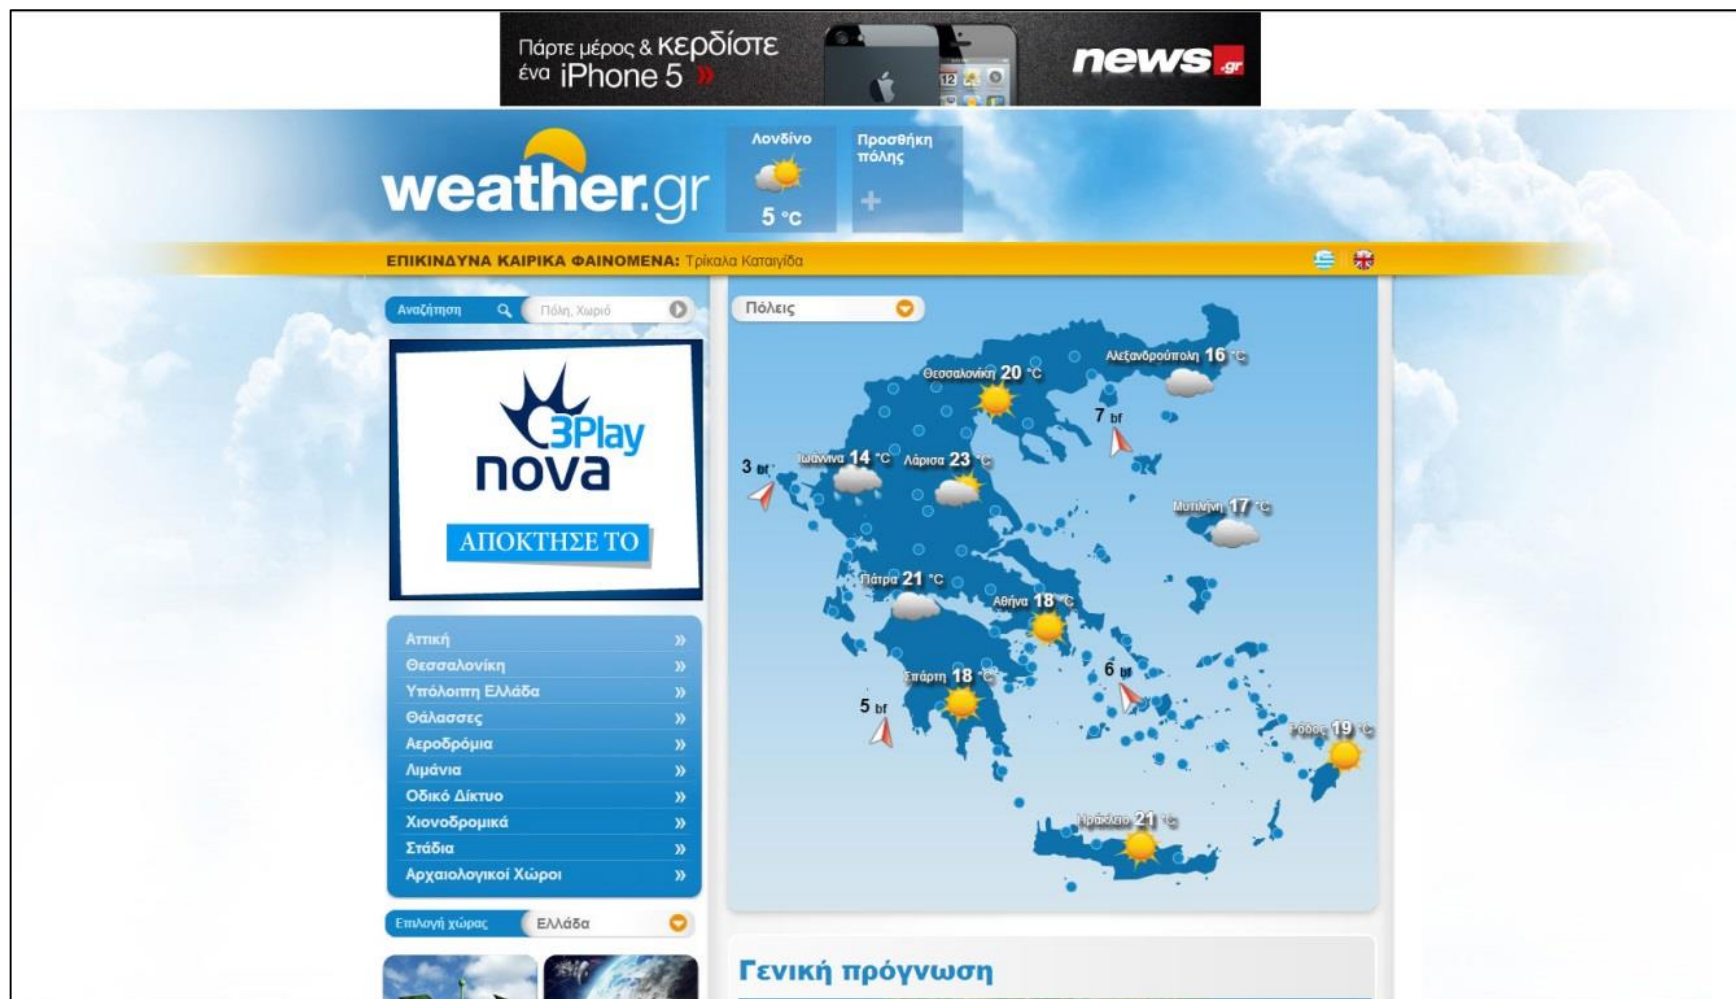 Πάρτε μέρος & κερδίστε
ένα iPhone 5 »
news.gr
weather.gr
Λονδίνο
5 °C
Προσθήκη
πόλης
+
ΕΠΙΚΙΝΔΥΝΑ ΚΑΙΡΙΚΑ ΦΑΙΝΟΜΕΝΑ: Τρίκαλα Καταιγίδα
Αναζήτηση
Πόλη, Χωριό
3Play
nova
ΑΠΟΚΤΗΣΕ ΤΟ
Αττική »
Θεσσαλονίκη »
Υπόλοιπη Ελλάδα »
Θάλασσες »
Αεροδρόμια »
Λιμάνια »
Οδικό Δίκτυο »
Χιονοδρομικά »
Στάδια »
Αρχαιολογικοί Χώροι »
Επιλογή χώρας
Ελλάδα
Πόλεις
Αλεξανδρούπολη 16 °C
Θεσσαλονίκη 20 °C
7 bf
Ιωάννινα 14 °C
Λάρισα 23 °C
3 bf
Μυτιλήνη 17 °C
Πάτρα 21 °C
Αθήνα 18 °C
Σπάρτη 18 °C
6 bf
5 bf
Ρόδος 19 °C
Ηράκλειο 21 °C
Γενική πρόγνωση